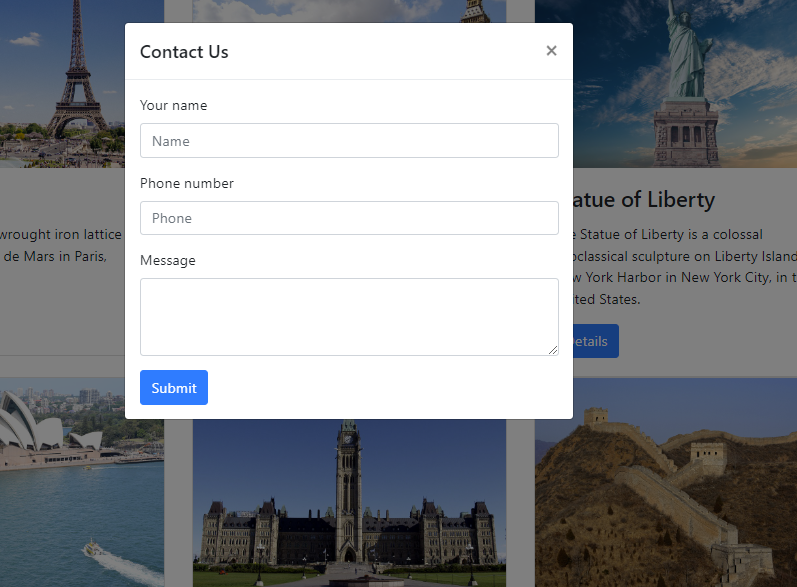 Contact Us
×
Your name
Name
Phone number
Phone
Message
Submit
wrought iron lattice
de Mars in Paris,
atue of Liberty
e Statue of Liberty is a colossal
oclassical sculpture on Liberty Island
w York Harbor in New York City, in t
ited States.
etails